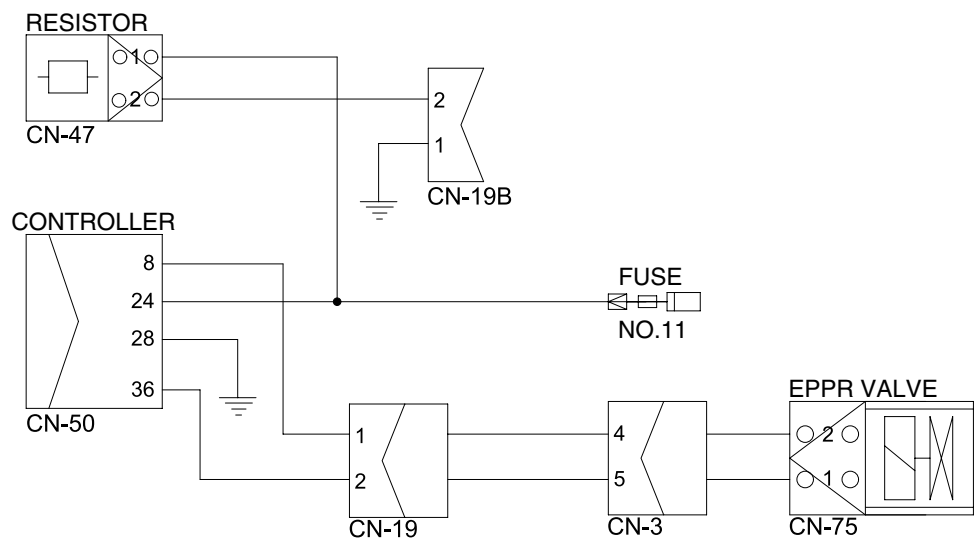 RESISTOR
1
2
CN-47
2
1
CN-19B
CONTROLLER
8
24
28
36
CN-50
FUSE
NO.11
1
2
CN-19
4
5
CN-3
EPPR VALVE
2
1
CN-75